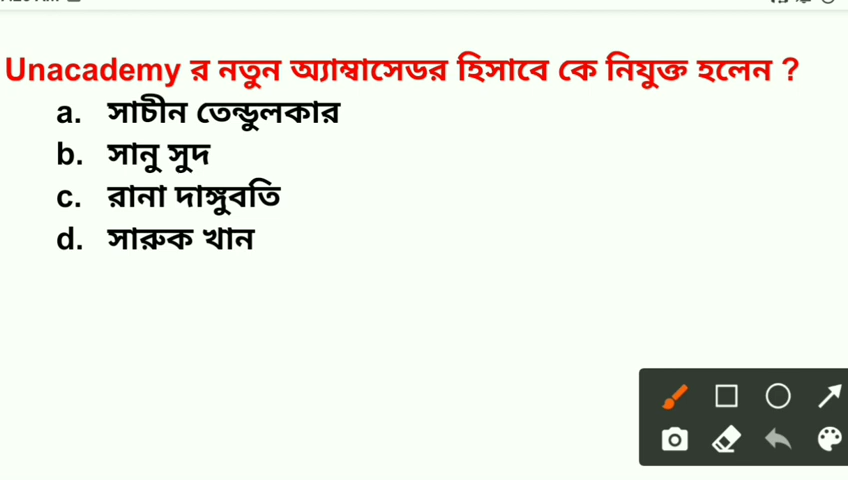 Unacademy র নতুন অ্যাম্বাসেডর হিসাবে কে নিযুক্ত হলেন ?
a. সাচীন তেন্ডুলকার
b. সানু সুদ
c. রানা দাঙ্গুবতি
d. সারুক খান